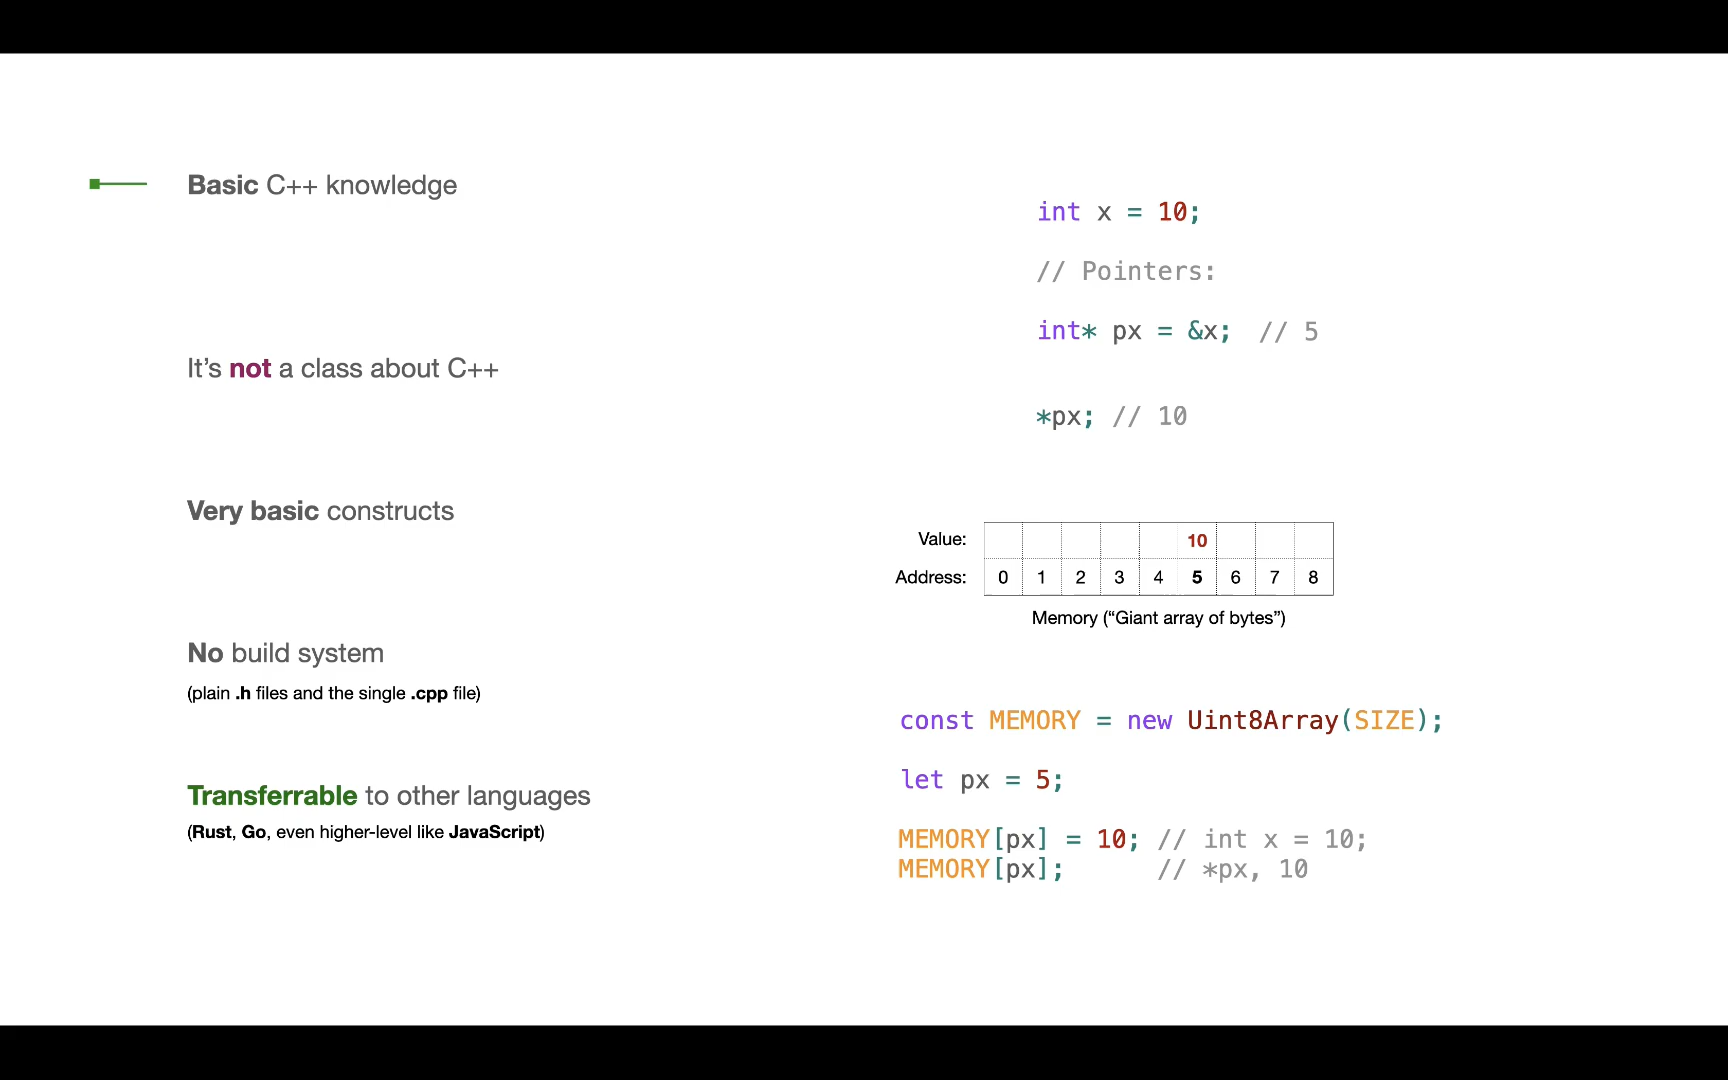 Basic C++ knowledge
It’s not a class about C++
Very basic constructs
No build system
(plain .h files and the single .cpp file)
Transferrable to other languages
(Rust, Go, even higher-level like JavaScript)
int x = 10;
// Pointers:
int* px = &x;  // 5
*px; // 10
Value: 10
Address: 0 1 2 3 4 5 6 7 8
Memory (“Giant array of bytes”)
const MEMORY = new Uint8Array(SIZE);
let px = 5;
MEMORY[px] = 10; // int x = 10;
MEMORY[px];      // *px, 10